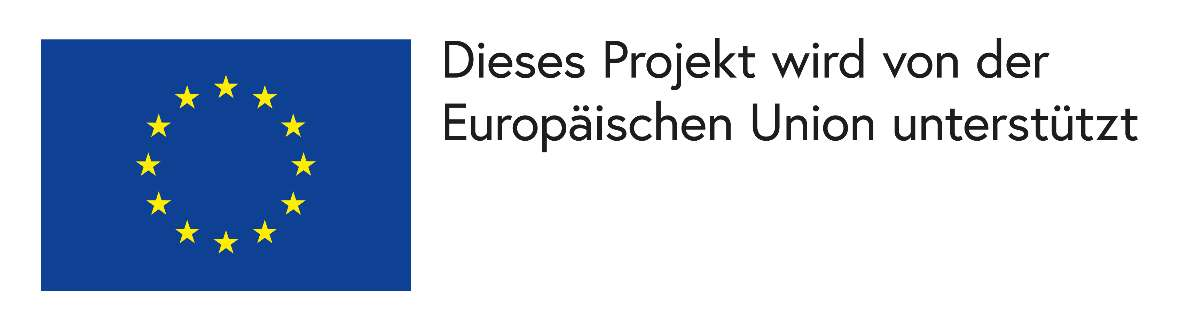 Dieses Projekt wird von der
Europäischen Union unterstützt